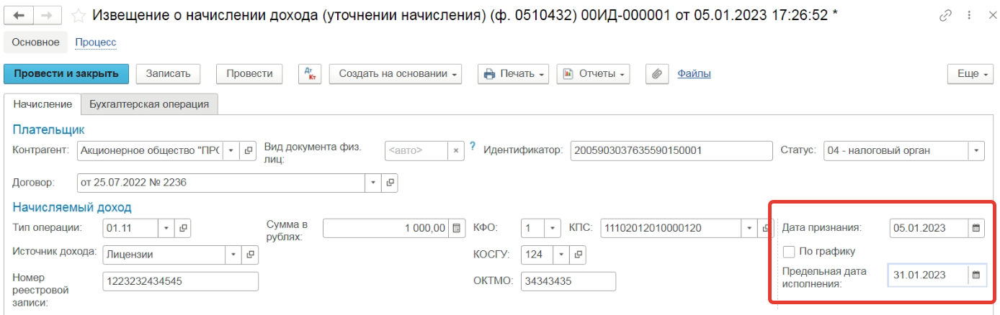 Извещение о начислении дохода (уточнении начисления) (ф. 0510432) 00ИД-000001 от 05.01.2023 17:26:52 *
Основное Процесс
Провести и закрыть Записать Провести Дт Кт Создать на основании Печать Отчеты Файлы Еще
Начисление Бухгалтерская операция
Плательщик
Контрагент: Акционерное общество "ПРО Вид документа физ. лиц: <авто> × ? Идентификатор: 2005903037635590150001 Статус: 04 - налоговый орган
Договор: от 25.07.2022 № 2236
Начисляемый доход
Тип операции: 01.11 Сумма в рублях: 1 000,00 КФО: 1 КПС: 11102012010000120 Дата признания: 05.01.2023
Источник дохода: Лицензии КОСГУ: 124 По графику
Номер реестровой записи: 1223232434545 ОКТМО: 34343435 Предельная дата исполнения: 31.01.2023